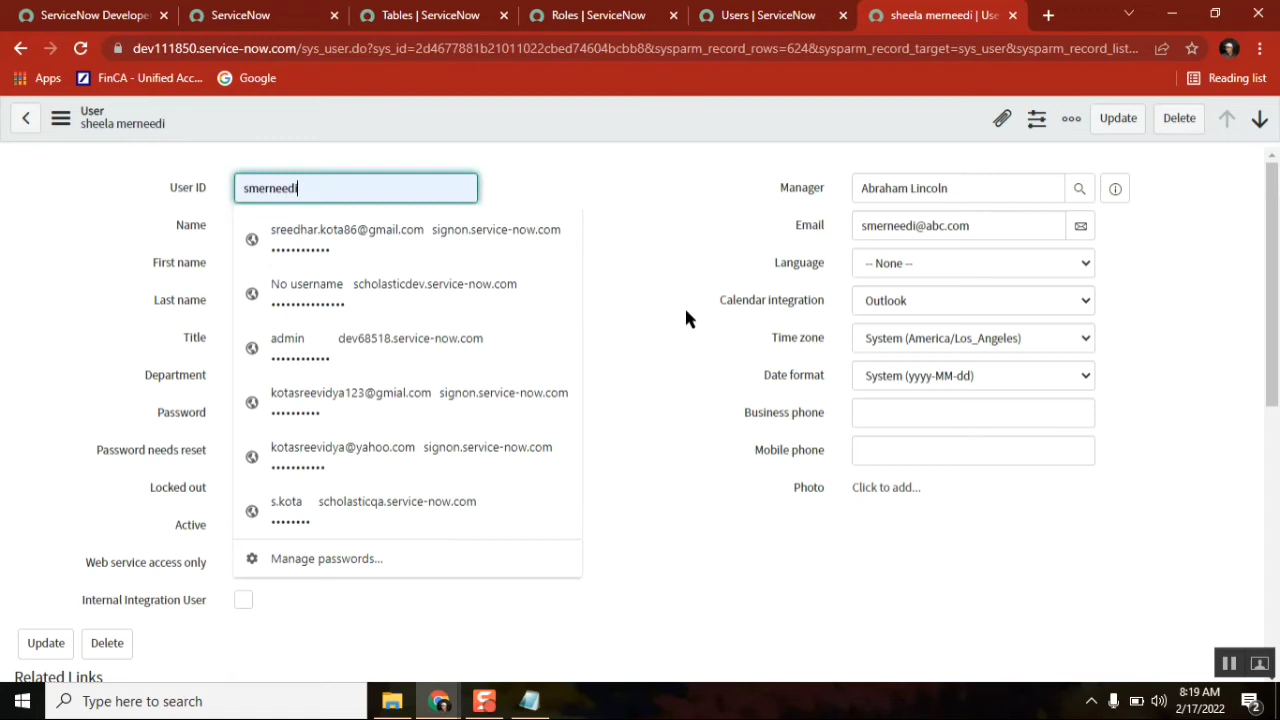 ServiceNow Develope
ServiceNow
Tables | ServiceNow
Roles | ServiceNow
Users | ServiceNow
sheela merneedi | Use
dev111850.service-now.com/sys_user.do?sys_id=2d4677881b21011022cbed74604bcbb8&sysparm_record_rows=624&sysparm_record_target=sys_user&sysparm_record_list...
Apps
FinCA - Unified Acc...
Google
Reading list
User
sheela merneedi
Update
Delete
User ID
smerneedi
Manager
Abraham Lincoln
Name
sreedhar.kota86@gmail.com signon.service-now.com
••••••••••••
Email
smerneedi@abc.com
First name
No username scholasticdev.service-now.com
•••••••••••••••
Language
-- None --
Last name
Calendar integration
Outlook
Title
admin dev68518.service-now.com
••••••••••••
Time zone
System (America/Los_Angeles)
Department
kotasreevidya123@gmial.com signon.service-now.com
••••••••••
Date format
System (yyyy-MM-dd)
Password
Business phone
Password needs reset
kotasreevidya@yahoo.com signon.service-now.com
•••••••••••
Mobile phone
Locked out
s.kota scholasticqa.service-now.com
••••••••
Photo
Click to add...
Active
Web service access only
Manage passwords...
Internal Integration User
Update
Delete
Related Links
Type here to search
8:19 AM
2/17/2022
2